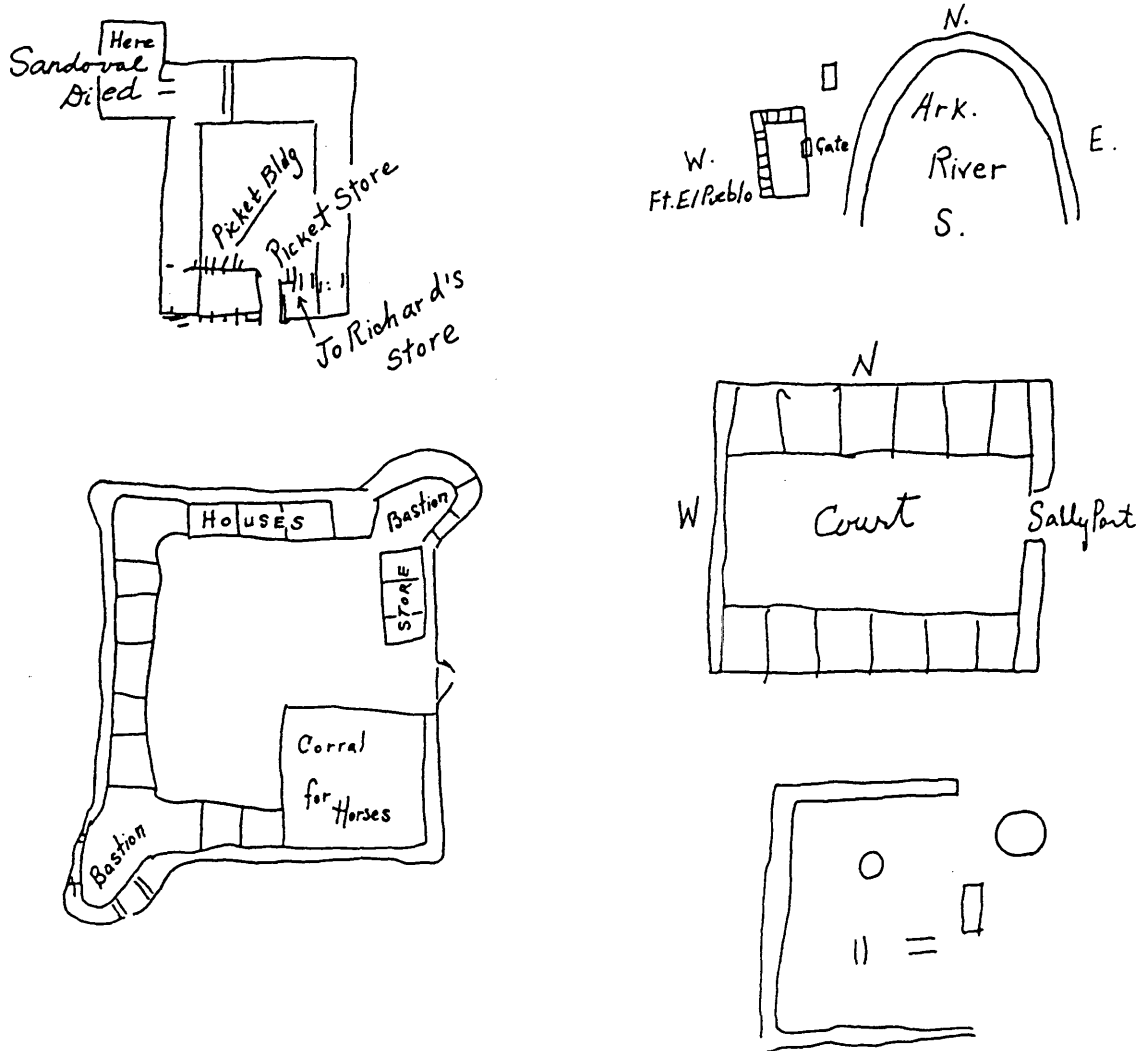 Here
Sandoval
Died
Picket Bldg
Picket Store
Jo Richard's
Store
N.
Ark.
River
S.
W.
E.
Gate
Ft. El Pueblo
HOUSES
Bastion
STORE
Corral
for
Horses
Bastion
N
W
Court
Sally Port